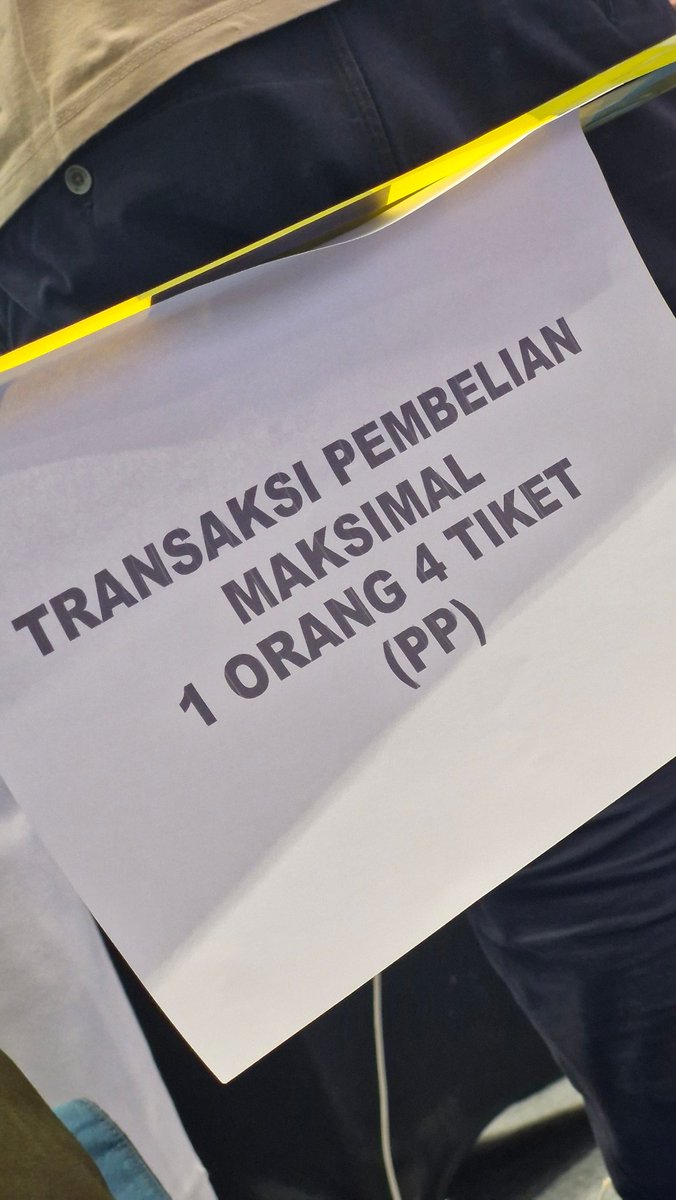 TRANSAKSI PEMBELIAN
MAKSIMAL
1 ORANG 4 TIKET
(PP)